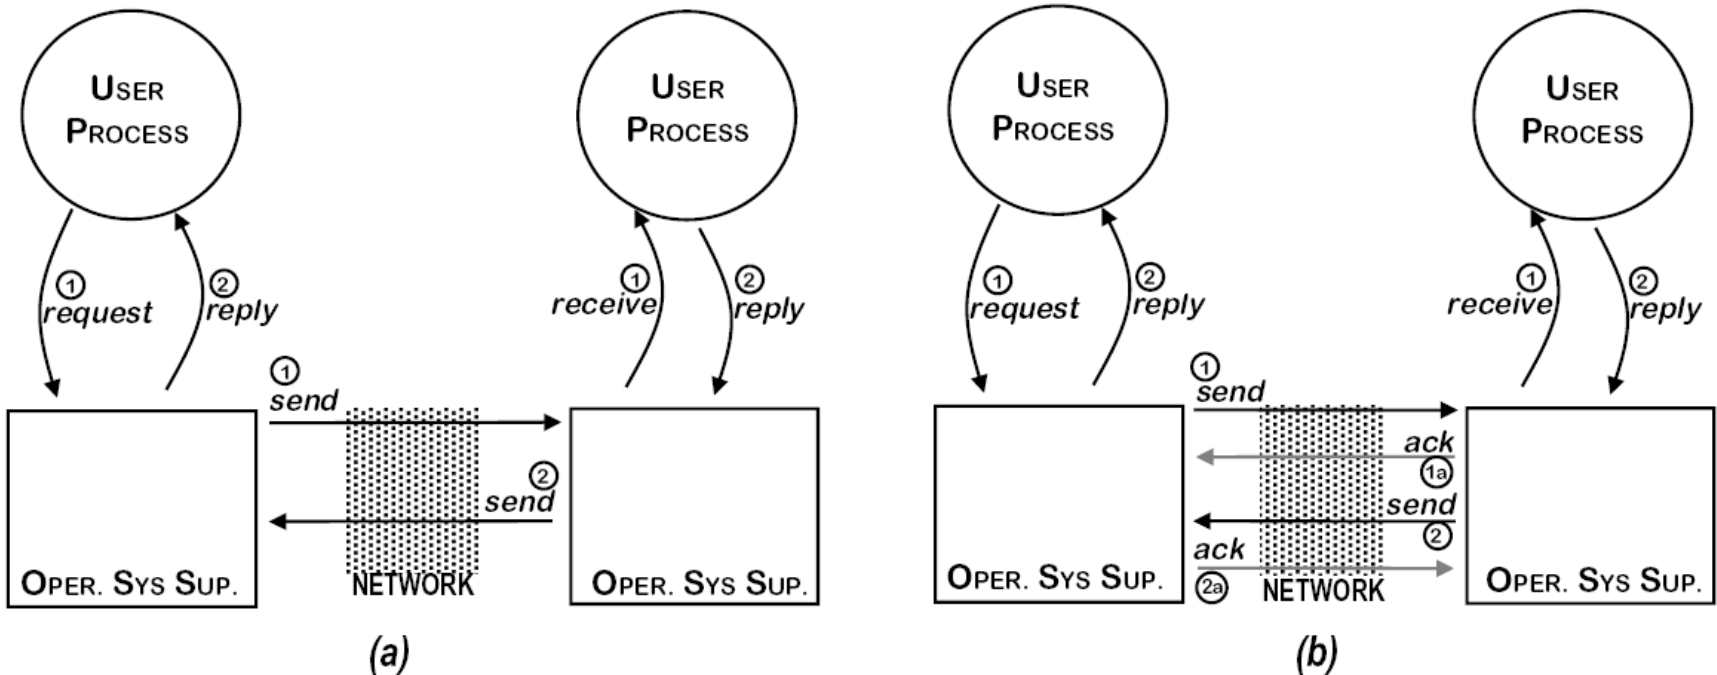 USER
PROCESS
USER
PROCESS
1
request
2
reply
1
receive
2
reply
1
send
2
send
OPER. SYS SUP.
NETWORK
OPER. SYS SUP.
(a)
USER
PROCESS
USER
PROCESS
1
request
2
reply
1
receive
2
reply
1
send
ack
1a
send
2
ack
2a
OPER. SYS SUP.
NETWORK
OPER. SYS SUP.
(b)